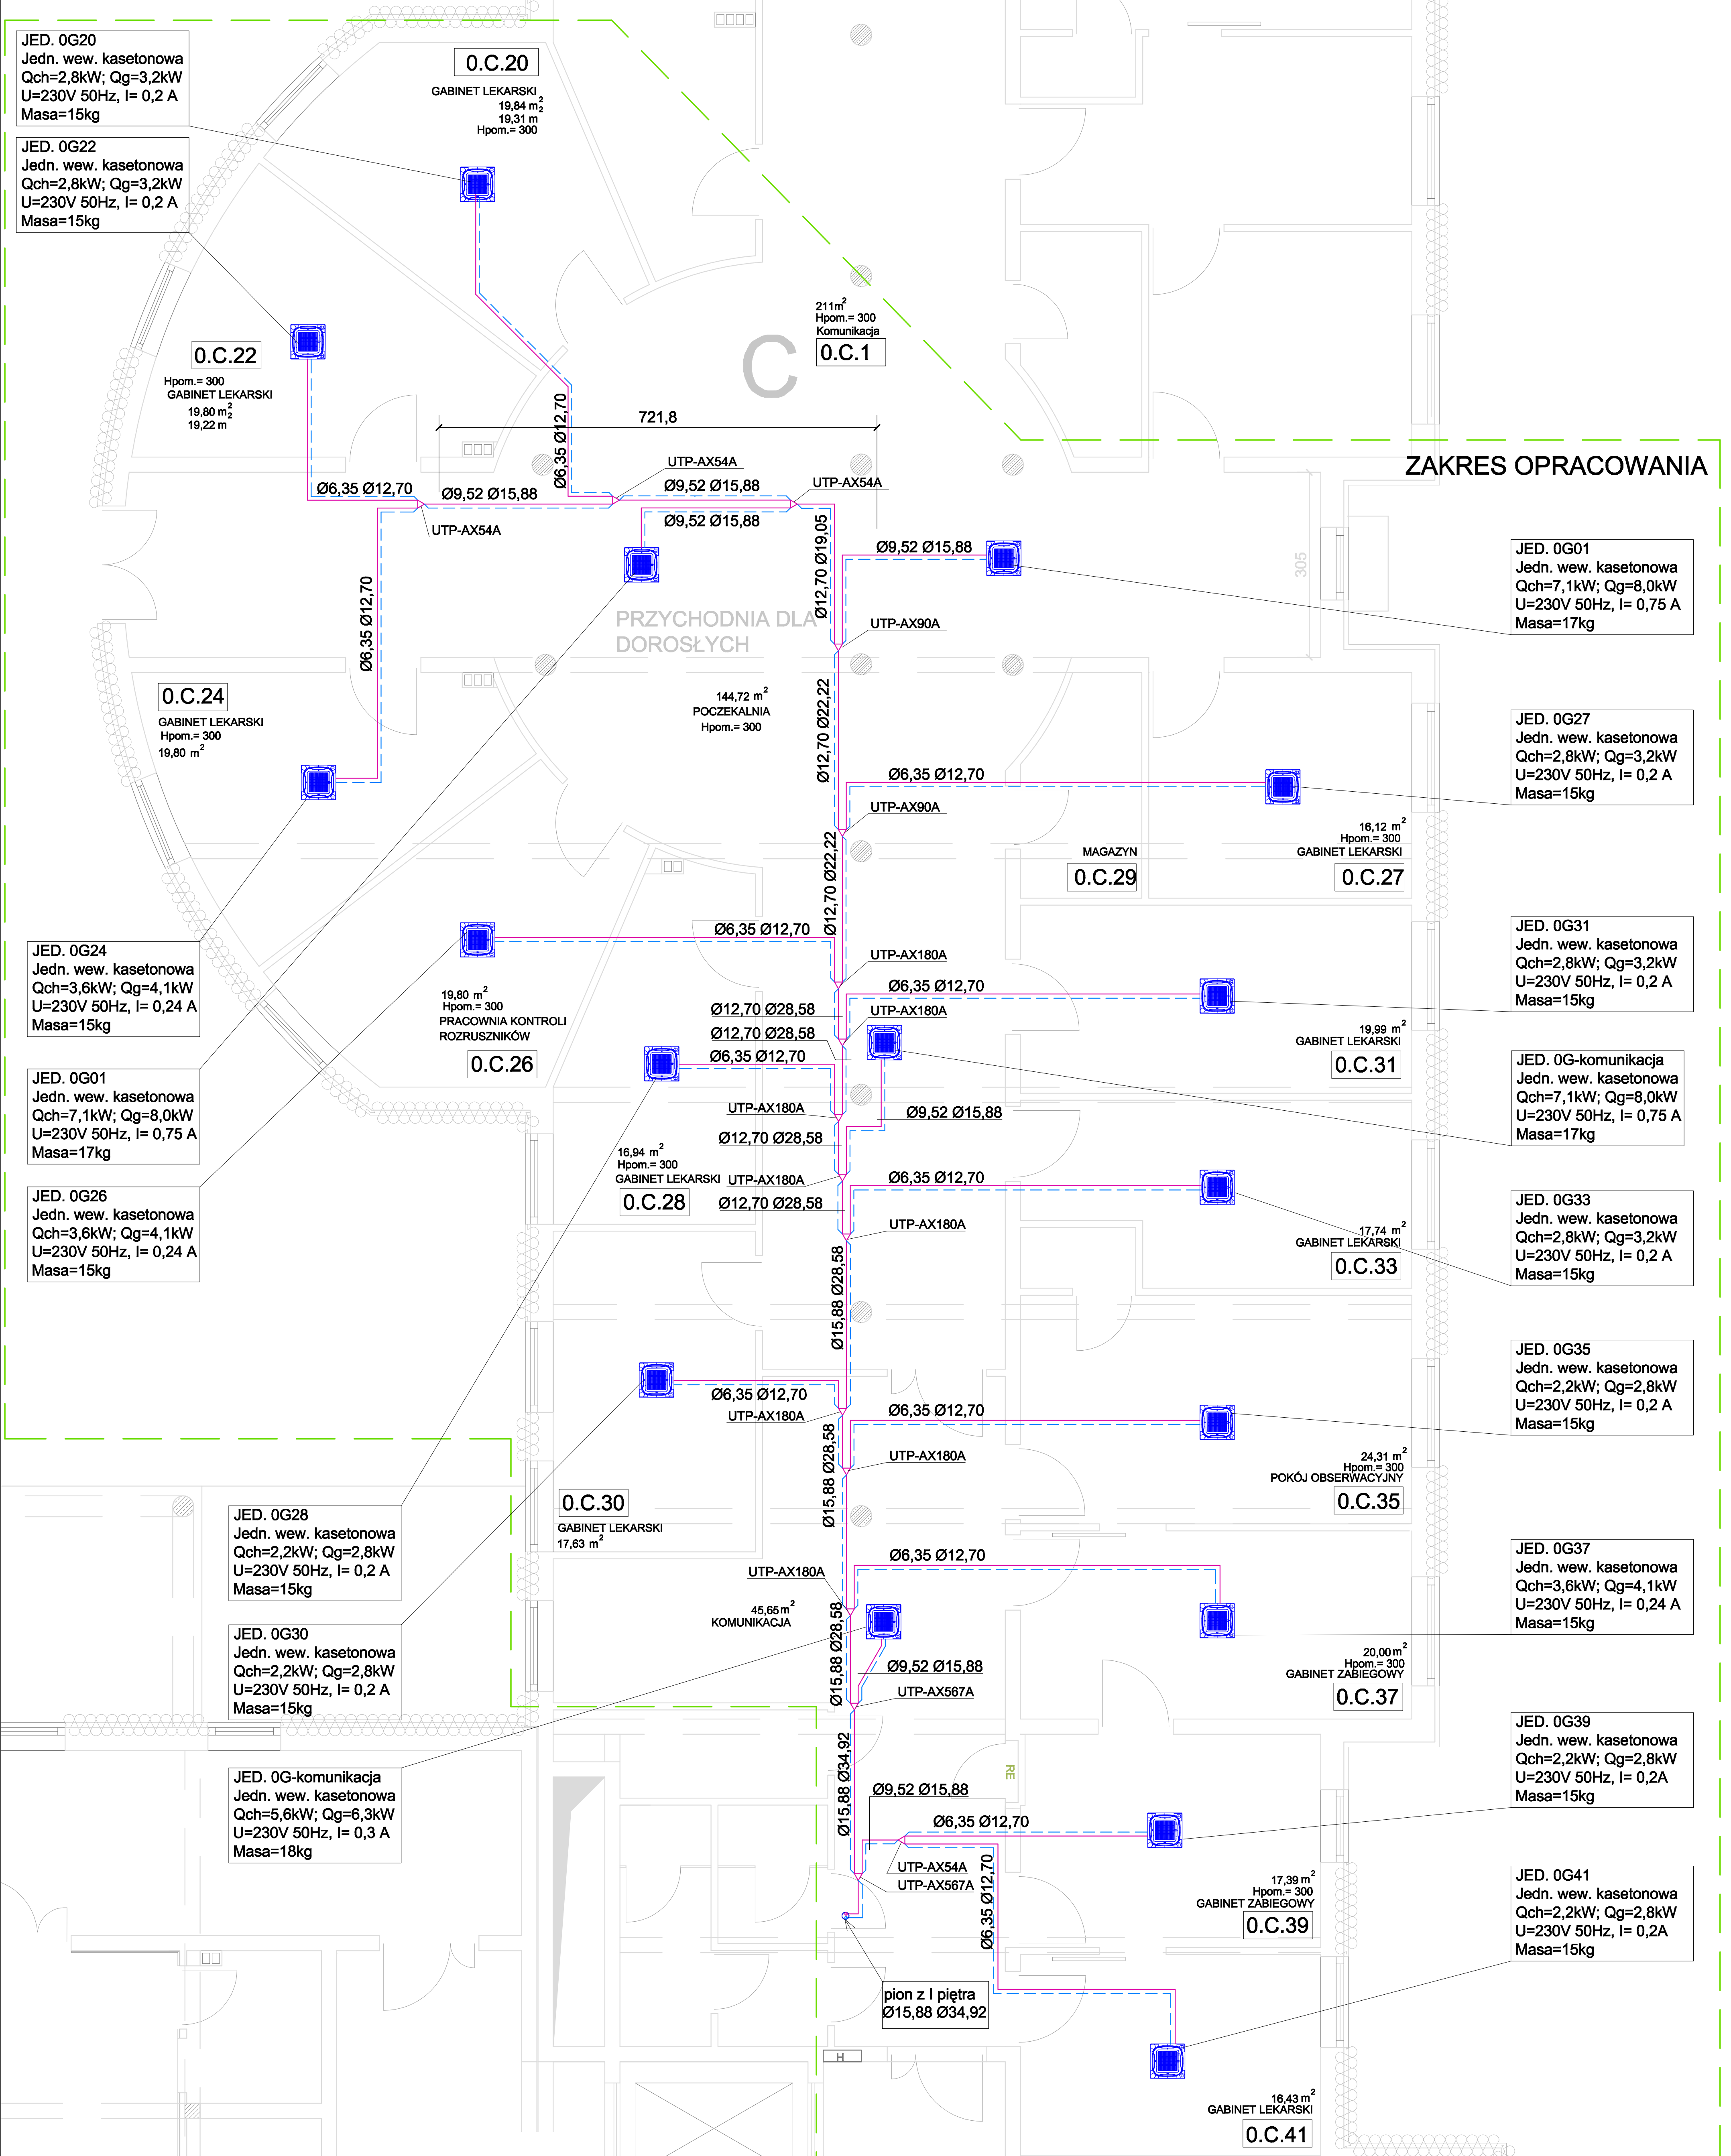 JED. 0G20
Jedn. wew. kasetonowa
Qch=2,8kW; Qg=3,2kW
U=230V 50Hz, I= 0,2 A
Masa=15kg
JED. 0G22
Jedn. wew. kasetonowa
Qch=2,8kW; Qg=3,2kW
U=230V 50Hz, I= 0,2 A
Masa=15kg
0.C.20
GABINET LEKARSKI
19,84 m2
19,31 m2
Hpom.= 300
0.C.22
Hpom.= 300
GABINET LEKARSKI
19,80 m2
19,22 m2
211m2
Hpom.= 300
Komunikacja
0.C.1
C
721,8
ZAKRES OPRACOWANIA
Ø6,35 Ø12,70
UTP-AX54A
Ø6,35 Ø12,70
Ø9,52 Ø15,88
Ø9,52 Ø15,88
UTP-AX54A
UTP-AX54A
Ø9,52 Ø15,88
Ø12,70 Ø19,05
Ø9,52 Ø15,88
305
Ø6,35 Ø12,70
PRZYCHODNIA DLA
DOROSŁYCH
UTP-AX90A
JED. 0G01
Jedn. wew. kasetonowa
Qch=7,1kW; Qg=8,0kW
U=230V 50Hz, I= 0,75 A
Masa=17kg
0.C.24
GABINET LEKARSKI
Hpom.= 300
19,80 m2
144,72 m2
POCZEKALNIA
Hpom.= 300
Ø12,70 Ø22,22
JED. 0G27
Jedn. wew. kasetonowa
Qch=2,8kW; Qg=3,2kW
U=230V 50Hz, I= 0,2 A
Masa=15kg
Ø6,35 Ø12,70
UTP-AX90A
MAGAZYN
0.C.29
16,12 m2
Hpom.= 300
GABINET LEKARSKI
0.C.27
Ø12,70 Ø22,22
Ø6,35 Ø12,70
UTP-AX180A
Ø6,35 Ø12,70
JED. 0G24
Jedn. wew. kasetonowa
Qch=3,6kW; Qg=4,1kW
U=230V 50Hz, I= 0,24 A
Masa=15kg
JED. 0G31
Jedn. wew. kasetonowa
Qch=2,8kW; Qg=3,2kW
U=230V 50Hz, I= 0,2 A
Masa=15kg
19,80 m2
Hpom.= 300
PRACOWNIA KONTROLI
ROZRUSZNIKÓW
0.C.26
Ø12,70 Ø28,58
UTP-AX180A
Ø12,70 Ø28,58
Ø6,35 Ø12,70
19,99 m2
GABINET LEKARSKI
0.C.31
JED. 0G01
Jedn. wew. kasetonowa
Qch=7,1kW; Qg=8,0kW
U=230V 50Hz, I= 0,75 A
Masa=17kg
JED. 0G-komunikacja
Jedn. wew. kasetonowa
Qch=7,1kW; Qg=8,0kW
U=230V 50Hz, I= 0,75 A
Masa=17kg
UTP-AX180A
Ø9,52 Ø15,88
Ø12,70 Ø28,58
16,94 m2
Hpom.= 300
GABINET LEKARSKI
0.C.28
UTP-AX180A
Ø12,70 Ø28,58
Ø6,35 Ø12,70
UTP-AX180A
JED. 0G26
Jedn. wew. kasetonowa
Qch=3,6kW; Qg=4,1kW
U=230V 50Hz, I= 0,24 A
Masa=15kg
17,74 m2
GABINET LEKARSKI
0.C.33
JED. 0G33
Jedn. wew. kasetonowa
Qch=2,8kW; Qg=3,2kW
U=230V 50Hz, I= 0,2 A
Masa=15kg
Ø15,88 Ø28,58
JED. 0G35
Jedn. wew. kasetonowa
Qch=2,2kW; Qg=2,8kW
U=230V 50Hz, I= 0,2 A
Masa=15kg
Ø6,35 Ø12,70
UTP-AX180A
Ø6,35 Ø12,70
Ø15,88 Ø28,58
UTP-AX180A
24,31 m2
Hpom.= 300
POKÓJ OBSERWACYJNY
0.C.35
0.C.30
GABINET LEKARSKI
17,63 m2
JED. 0G28
Jedn. wew. kasetonowa
Qch=2,2kW; Qg=2,8kW
U=230V 50Hz, I= 0,2 A
Masa=15kg
Ø6,35 Ø12,70
UTP-AX180A
JED. 0G37
Jedn. wew. kasetonowa
Qch=3,6kW; Qg=4,1kW
U=230V 50Hz, I= 0,24 A
Masa=15kg
45,65m2
KOMUNIKACJA
Ø15,88 Ø28,58
JED. 0G30
Jedn. wew. kasetonowa
Qch=2,2kW; Qg=2,8kW
U=230V 50Hz, I= 0,2 A
Masa=15kg
Ø9,52 Ø15,88
UTP-AX567A
20,00m2
Hpom.= 300
GABINET ZABIEGOWY
0.C.37
JED. 0G39
Jedn. wew. kasetonowa
Qch=2,2kW; Qg=2,8kW
U=230V 50Hz, I= 0,2A
Masa=15kg
JED. 0G-komunikacja
Jedn. wew. kasetonowa
Qch=5,6kW; Qg=6,3kW
U=230V 50Hz, I= 0,3 A
Masa=18kg
Ø15,88 Ø34,92
RE
Ø9,52 Ø15,88
Ø6,35 Ø12,70
UTP-AX54A
UTP-AX567A
Ø6,35 Ø12,70
17,39 m2
Hpom.= 300
GABINET ZABIEGOWY
0.C.39
JED. 0G41
Jedn. wew. kasetonowa
Qch=2,2kW; Qg=2,8kW
U=230V 50Hz, I= 0,2A
Masa=15kg
pion z I piętra
Ø15,88 Ø34,92
H
16,43 m2
GABINET LEKARSKI
0.C.41